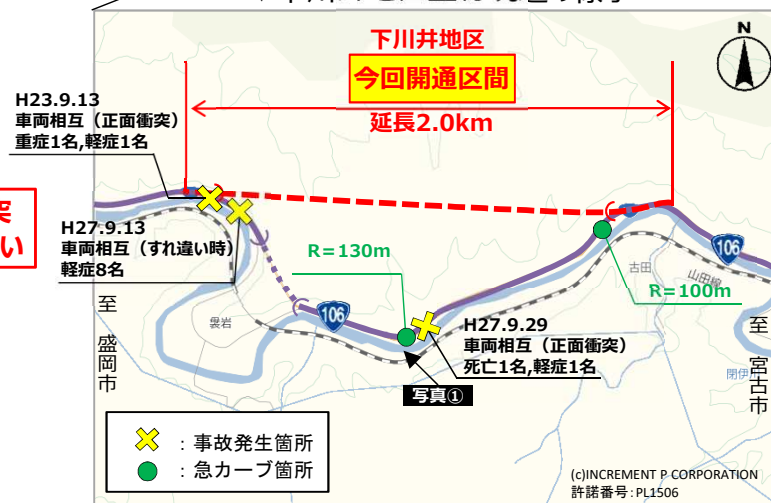 下川井地区
今回開通区間
延長2.0km
N
H23.9.13
車両相互（正面衝突）
重症1名,軽症1名
突
い
H27.9.13
車両相互（すれ違い時）
軽症8名
R=130m
106
古田
山田線
R=100m
至
盛岡市
袰岩
106
H27.9.29
車両相互（正面衝突）
死亡1名,軽症1名
至
宮古市
閉伊川
写真①
：事故発生箇所
：急カーブ箇所
(c)INCREMENT P CORPORATION
許諾番号:PL1506